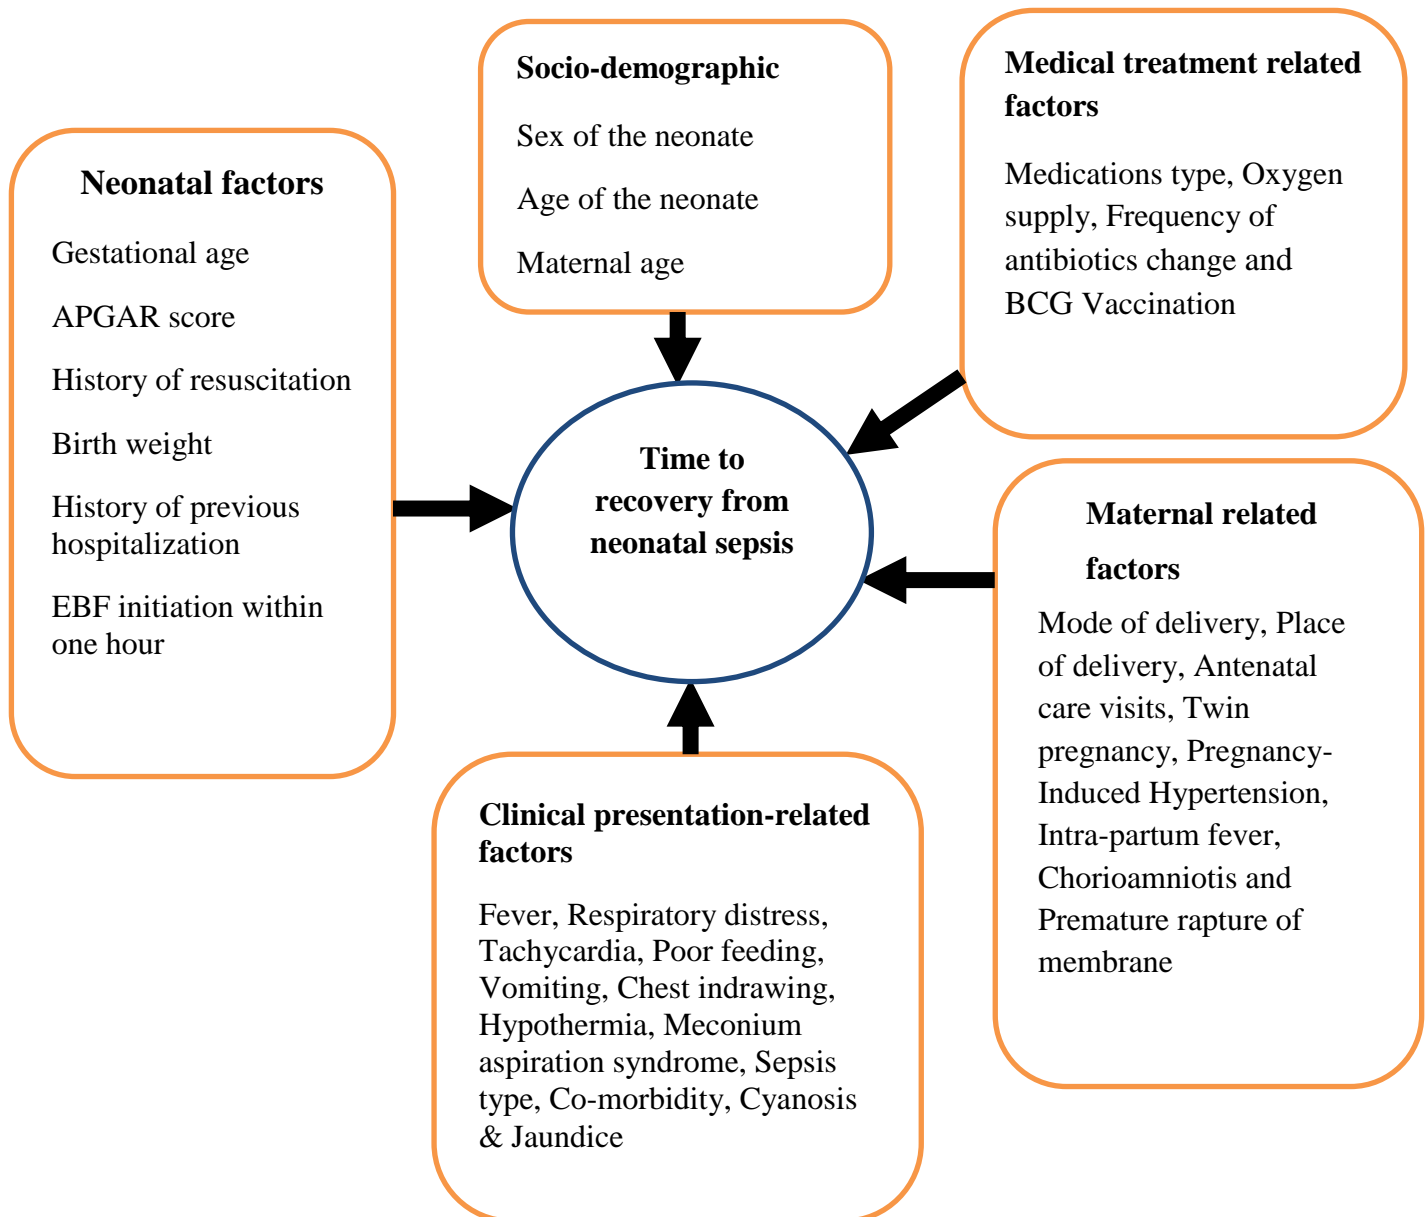 Socio-demographic
Sex of the neonate
Age of the neonate
Maternal age
Medical treatment related
factors
Medications type, Oxygen
supply, Frequency of
antibiotics change and
BCG Vaccination
Neonatal factors
Gestational age
APGAR score
History of resuscitation
Birth weight
History of previous
hospitalization
EBF initiation within
one hour
Time to
recovery from
neonatal sepsis
Maternal related
factors
Mode of delivery, Place
of delivery, Antenatal
care visits, Twin
pregnancy, Pregnancy-
Induced Hypertension,
Intra-partum fever,
Chorioamniotis and
Premature rapture of
membrane
Clinical presentation-related
factors
Fever, Respiratory distress,
Tachycardia, Poor feeding,
Vomiting, Chest indrawing,
Hypothermia, Meconium
aspiration syndrome, Sepsis
type, Co-morbidity, Cyanosis
& Jaundice